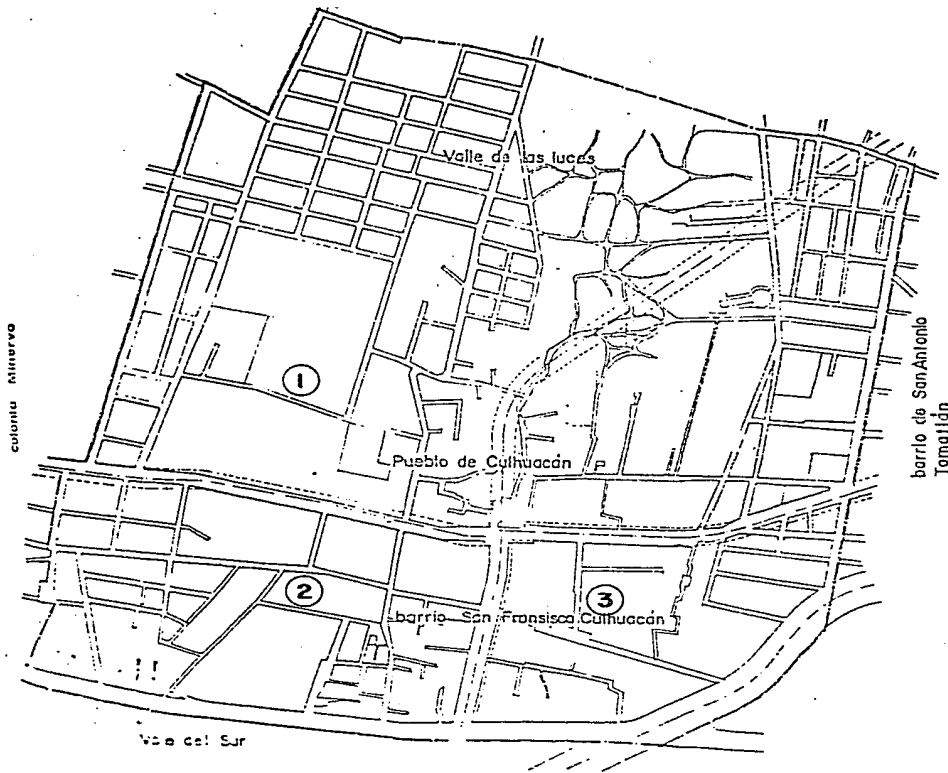 Valle de las luces
colonia Minerva
1
barrio de San Antonio
Tomatlán
Pueblo de Culhuacán
2
3
barrio San Fransisco Culhuacán
Valle del Sur